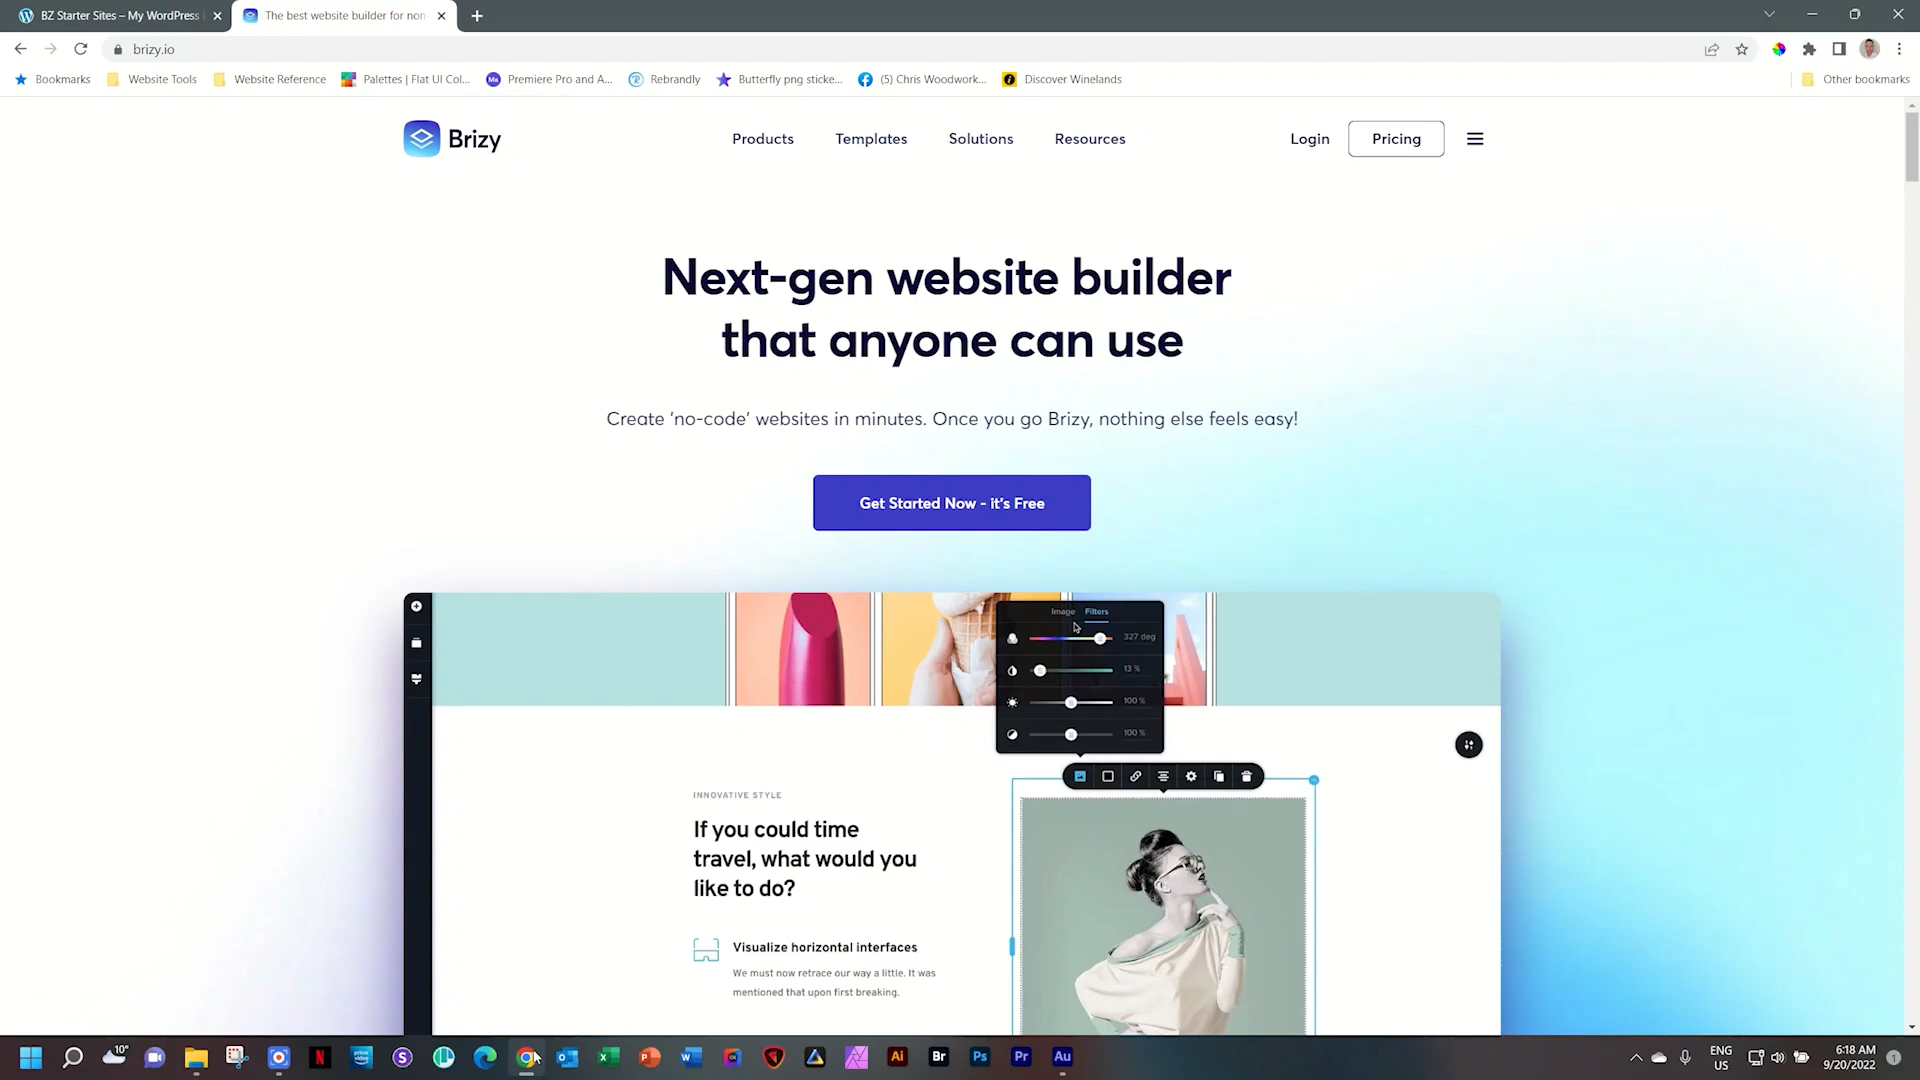 BZ Starter Sites – My WordPress
The best website builder for non
brizy.io
Bookmarks
Website Tools
Website Reference
Palettes | Flat UI Col...
Premiere Pro and A...
Rebrandly
Butterfly png sticke...
(5) Chris Woodwork...
Discover Winelands
Other bookmarks
Brizy
Products
Templates
Solutions
Resources
Login
Pricing
Next-gen website builder
that anyone can use
Create ‘no-code’ websites in minutes. Once you go Brizy, nothing else feels easy!
Get Started Now - it's Free
Image
Filters
327 deg
13 %
100 %
100 %
INNOVATIVE STYLE
If you could time
travel, what would you
like to do?
Visualize horizontal interfaces
We must now retrace our way a little. It was
mentioned that upon first breaking.
10°
ENG
US
6:18 AM
9/20/2022
1